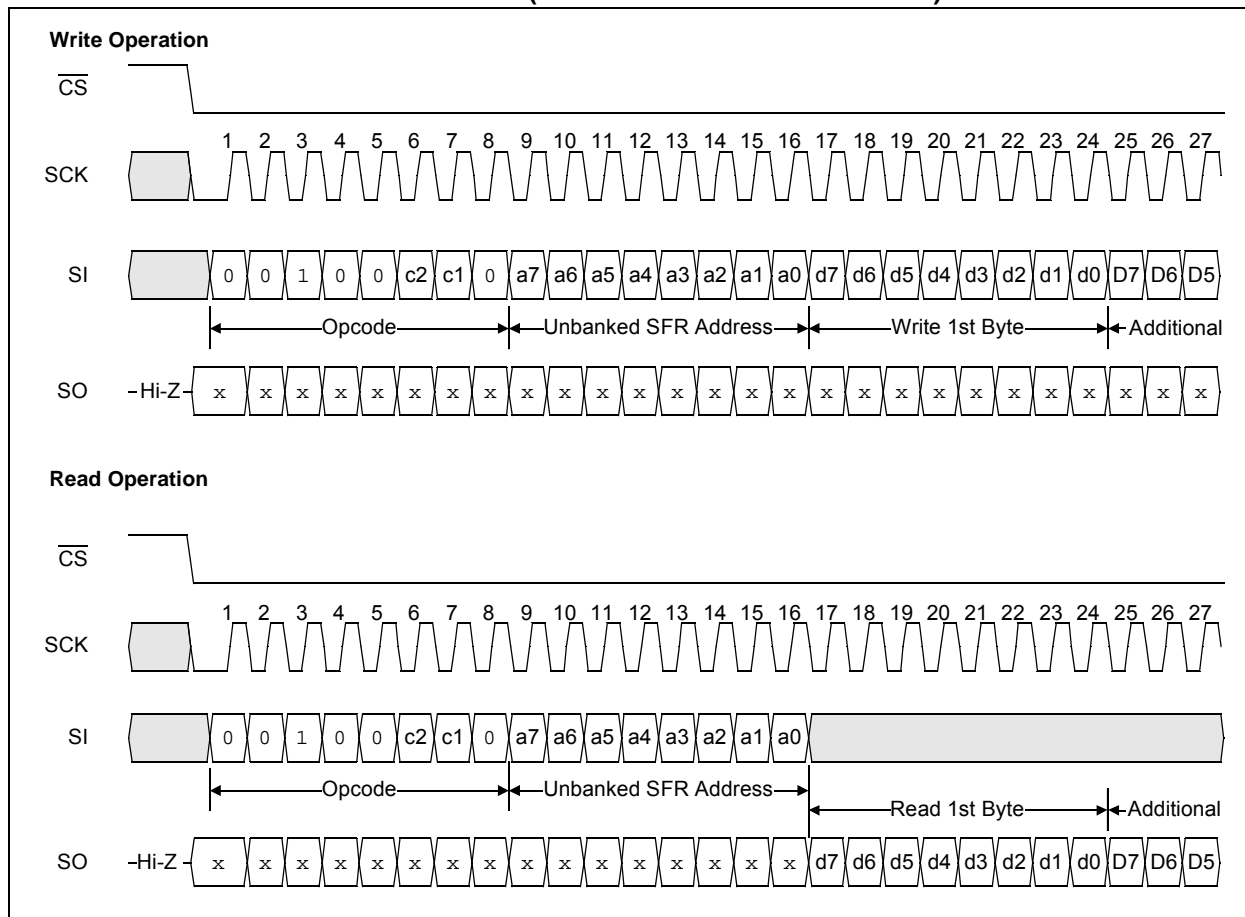 Write Operation
CS
1 2 3 4 5 6 7 8 9 10 11 12 13 14 15 16 17 18 19 20 21 22 23 24 25 26 27
SCK
SI 0 0 1 0 0 c2 c1 0 a7 a6 a5 a4 a3 a2 a1 a0 d7 d6 d5 d4 d3 d2 d1 d0 D7 D6 D5
Opcode Unbanked SFR Address Write 1st Byte Additional
SO Hi-Z x x x x x x x x x x x x x x x x x x x x x x x x x x x
Read Operation
CS
1 2 3 4 5 6 7 8 9 10 11 12 13 14 15 16 17 18 19 20 21 22 23 24 25 26 27
SCK
SI 0 0 1 0 0 c2 c1 0 a7 a6 a5 a4 a3 a2 a1 a0
Opcode Unbanked SFR Address
Read 1st Byte Additional
SO Hi-Z x x x x x x x x x x x x x x x x d7 d6 d5 d4 d3 d2 d1 d0 D7 D6 D5